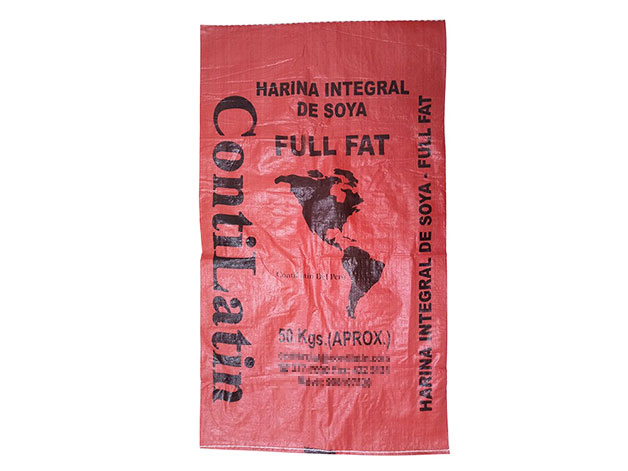 HARINA INTEGRAL
DE SOYA
FULL FAT
ContiLatin
HARINA INTEGRAL DE SOYA - FULL FAT
50 Kgs.(APROX.)